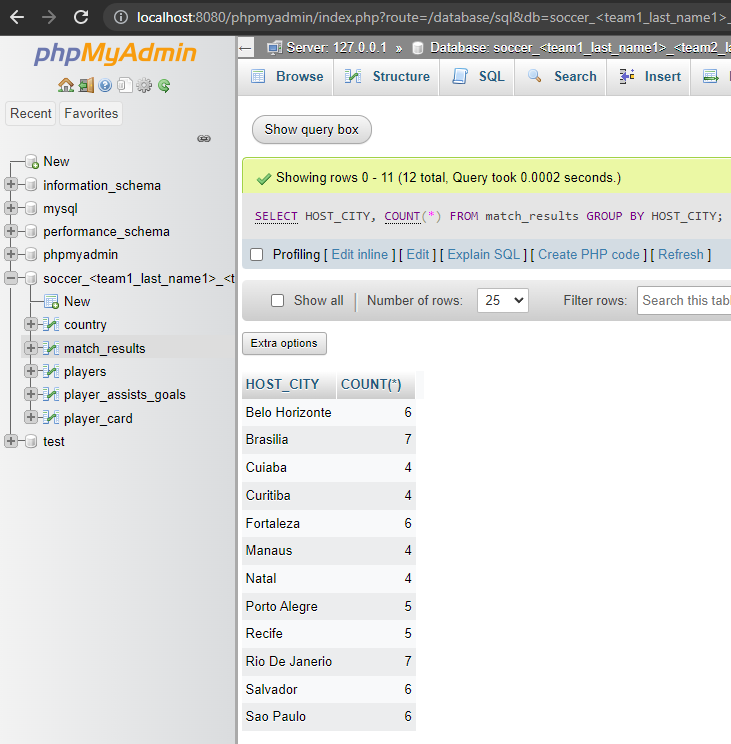 localhost:8080/phpmyadmin/index.php?route=/database/sql&db=soccer_<team1_last_name1>_
phpMyAdmin
Server: 127.0.0.1 » Database: soccer_<team1_last_name1>_<team2_l
Browse Structure SQL Search Insert
Recent Favorites
Show query box
New
information_schema
mysql
performance_schema
phpmyadmin
soccer_<team1_last_name1>_<t
New
country
match_results
players
player_assists_goals
player_card
test
Showing rows 0 - 11 (12 total, Query took 0.0002 seconds.)
SELECT HOST_CITY, COUNT(*) FROM match_results GROUP BY HOST_CITY;
Profiling [ Edit inline ] [ Edit ] [ Explain SQL ] [ Create PHP code ] [ Refresh ]
Show all Number of rows: 25 Filter rows: Search this tabl
Extra options
HOST_CITY COUNT(*)
Belo Horizonte 6
Brasilia 7
Cuiaba 4
Curitiba 4
Fortaleza 6
Manaus 4
Natal 4
Porto Alegre 5
Recife 5
Rio De Janerio 7
Salvador 6
Sao Paulo 6